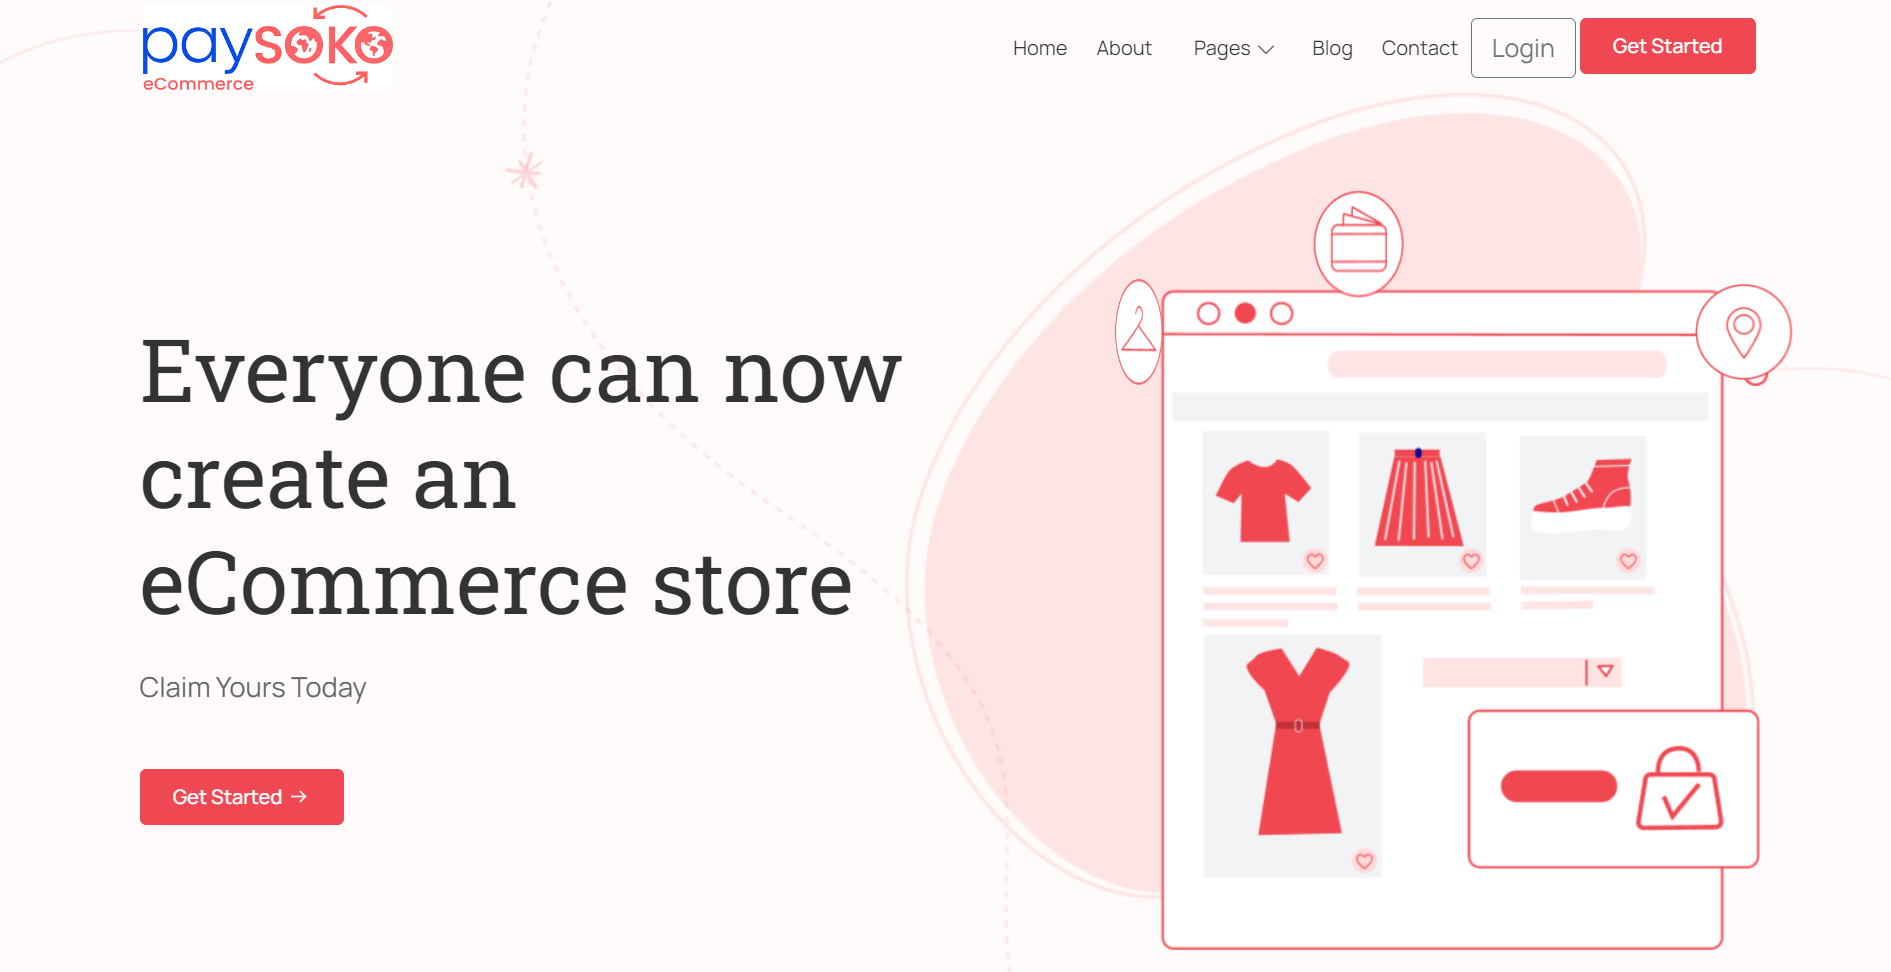 paysoko
eCommerce
Home About Pages Blog Contact Login Get Started
Everyone can now
create an
eCommerce store
Claim Yours Today
Get Started →